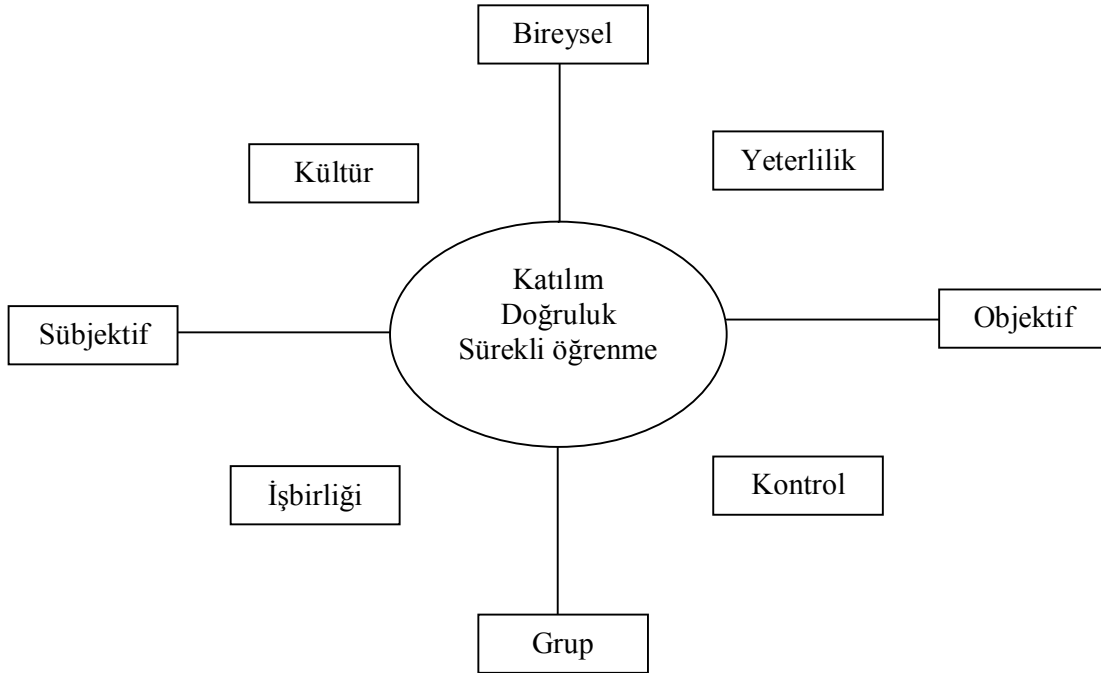 Bireysel
Kültür
Yeterlilik
Katılım
Doğruluk
Sürekli öğrenme
Sübjektif
Objektif
İşbirliği
Kontrol
Grup